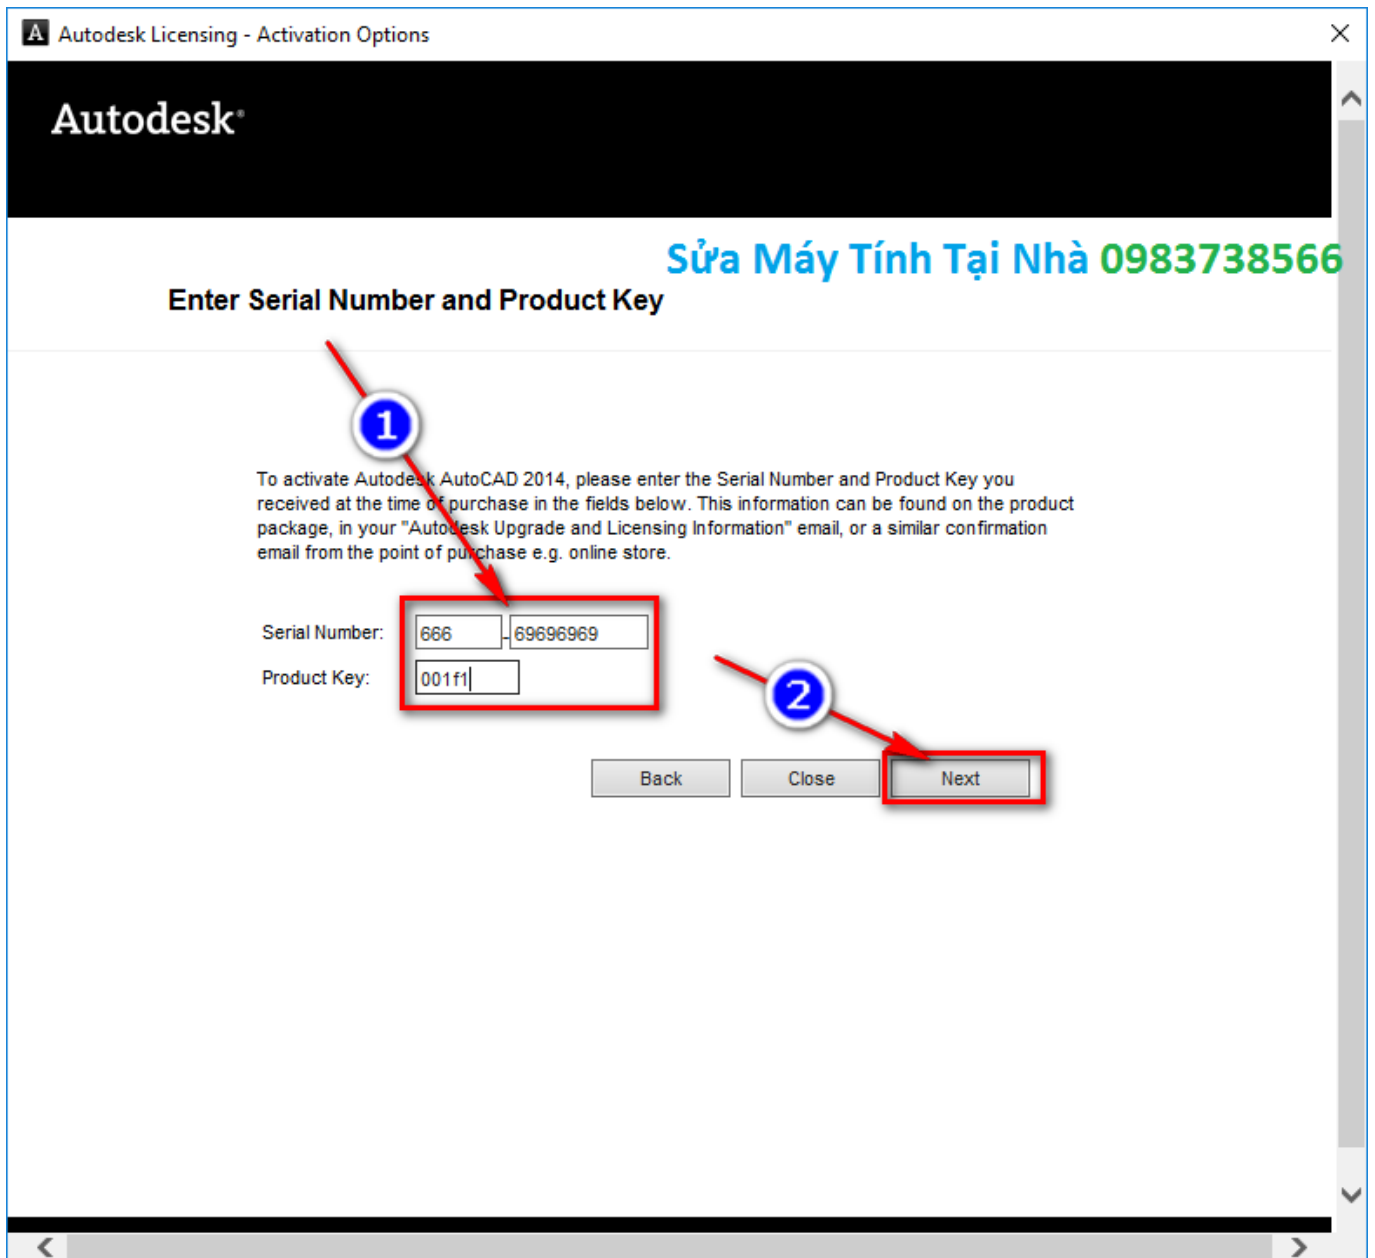 Autodesk Licensing - Activation Options
Autodesk®
Sửa Máy Tính Tại Nhà 0983738566
Enter Serial Number and Product Key
1
To activate Autodesk AutoCAD 2014, please enter the Serial Number and Product Key you
received at the time of purchase in the fields below. This information can be found on the product
package, in your "Autodesk Upgrade and Licensing Information" email, or a similar confirmation
email from the point of purchase e.g. online store.
Serial Number: 666 - 69696969
Product Key: 001f1
2
Back Close Next